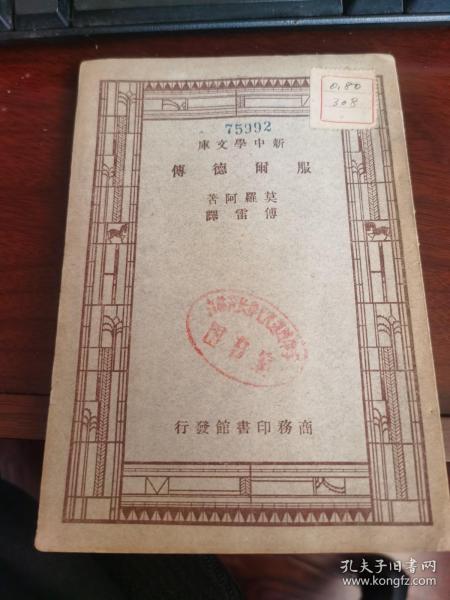 0.80
308
75992
庫文學中新
傳德爾服
著阿羅莫
譯雷傅
行發館書印務商
孔夫子旧书网
www.kongfz.com